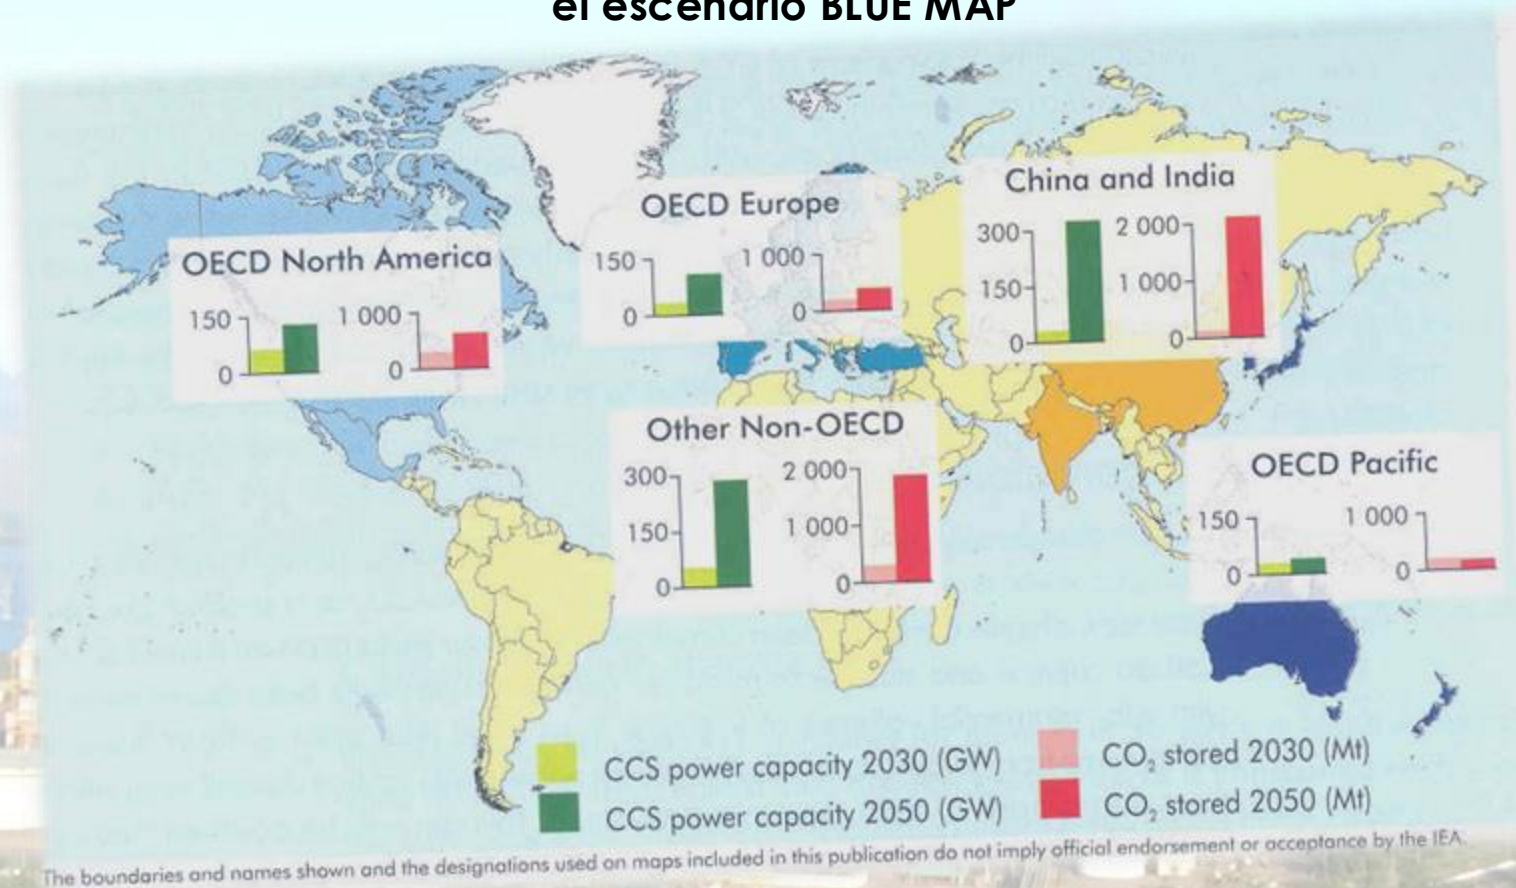 el escenario BLUE MAP
OECD North America
150
0
1 000
0
OECD Europe
150
0
1 000
0
China and India
300
150
0
2 000
1 000
0
Other Non-OECD
300
150
0
2 000
1 000
0
OECD Pacific
150
0
1 000
0
CCS power capacity 2030 (GW)
CCS power capacity 2050 (GW)
CO₂ stored 2030 (Mt)
CO₂ stored 2050 (Mt)
The boundaries and names shown and the designations used on maps included in this publication do not imply official endorsement or acceptance by the IEA.